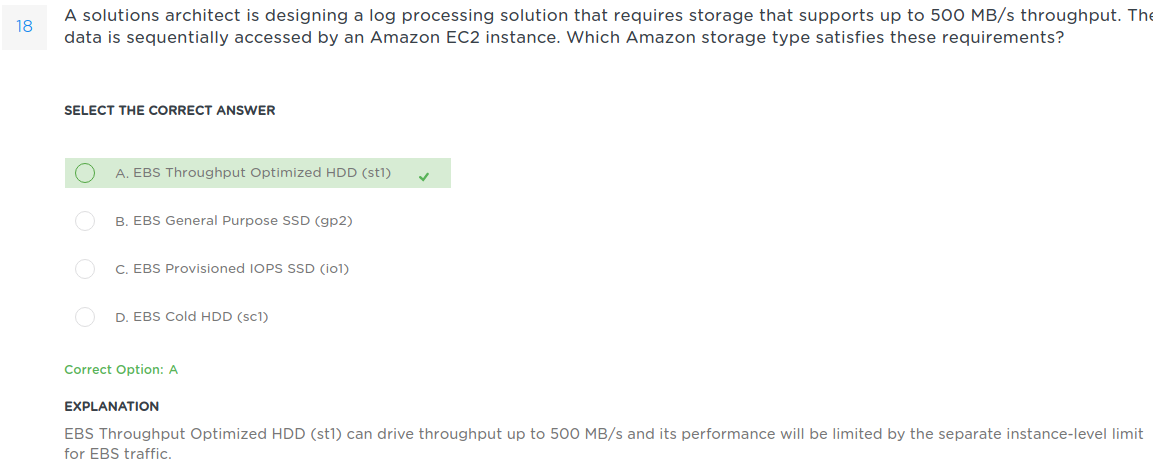 18
A solutions architect is designing a log processing solution that requires storage that supports up to 500 MB/s throughput. The
data is sequentially accessed by an Amazon EC2 instance. Which Amazon storage type satisfies these requirements?
SELECT THE CORRECT ANSWER
A. EBS Throughput Optimized HDD (st1)
B. EBS General Purpose SSD (gp2)
C. EBS Provisioned IOPS SSD (io1)
D. EBS Cold HDD (sc1)
Correct Option: A
EXPLANATION
EBS Throughput Optimized HDD (st1) can drive throughput up to 500 MB/s and its performance will be limited by the separate instance-level limit
for EBS traffic.